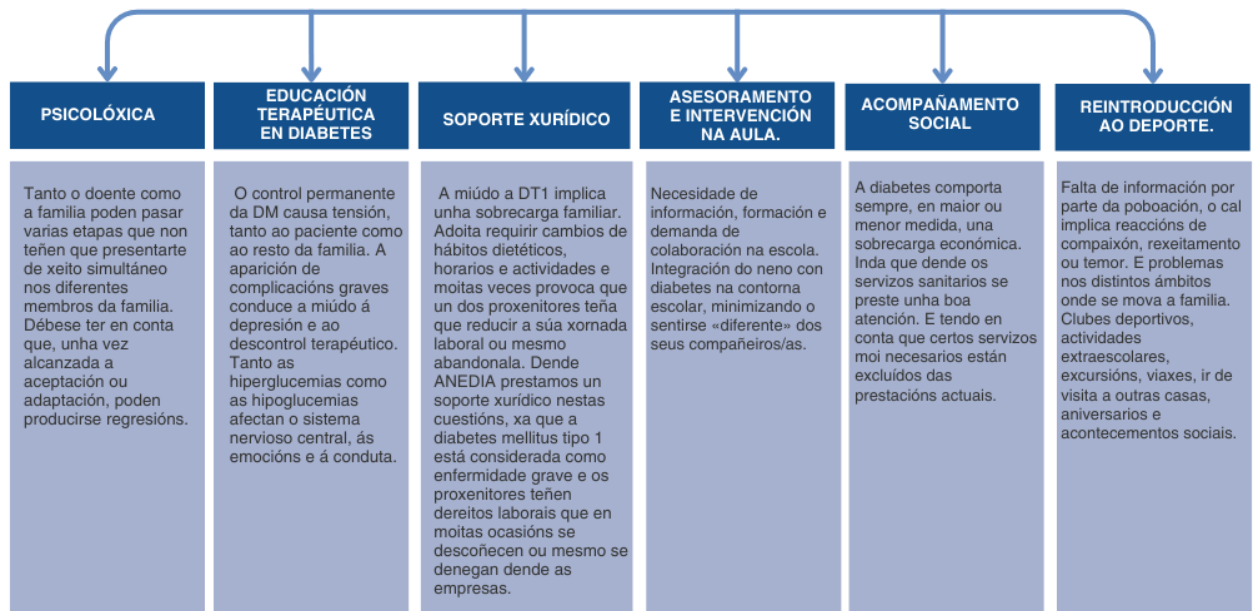 PSICOLÓXICA
Tanto o doente como
a familia poden pasar
varias etapas que non
teñen que presentarte
de xeito simultáneo
nos diferentes
membros da familia.
Débese ter en conta
que, unha vez
alcanzada a
aceptación ou
adaptación, poden
producirse regresións.
EDUCACIÓN
TERAPÉUTICA
EN DIABETES
O control permanente
da DM causa tensión,
tanto ao paciente como
ao resto da familia. A
aparición de
complicacións graves
conduce a miúdo á
depresión e ao
descontrol terapéutico.
Tanto as
hiperglucemias como
as hipoglucemias
afectan o sistema
nervioso central, ás
emocións e á conduta.
SOPORTE XURÍDICO
A miúdo a DT1 implica
unha sobrecarga familiar.
Adoita requirir cambios de
hábitos dietéticos,
horarios e actividades e
moitas veces provoca que
un dos proxenitores teña
que reducir a súa xornada
laboral ou mesmo
abandonala. Dende
ANEDIA prestamos un
soporte xurídico nestas
cuestións, xa que a
diabetes mellitus tipo 1
está considerada como
enfermidade grave e os
proxenitores teñen
dereitos laborais que en
moitas ocasións se
descoñecen ou mesmo se
denegan dende as
empresas.
ASESORAMENTO
E INTERVENCIÓN
NA AULA.
Necesidade de
información, formación e
demanda de
colaboración na escola.
Integración do neno con
diabetes na contorna
escolar, minimizando o
sentirse «diferente» dos
seus compañeiros/as.
ACOMPAÑAMENTO
SOCIAL
A diabetes comporta
sempre, en maior ou
menor medida, una
sobrecarga económica.
Inda que dende os
servizos sanitarios se
preste unha boa
atención. E tendo en
conta que certos servizos
moi necesarios están
excluídos das
prestacións actuais.
REINTRODUCCIÓN
AO DEPORTE.
Falta de información por
parte da poboación, o cal
implica reaccións de
compaixón, rexeitamento
ou temor. E problemas
nos distintos ámbitos
onde se mova a familia.
Clubes deportivos,
actividades
extraescolares,
excursións, viaxes, ir de
visita a outras casas,
aniversarios e
acontecementos sociais.